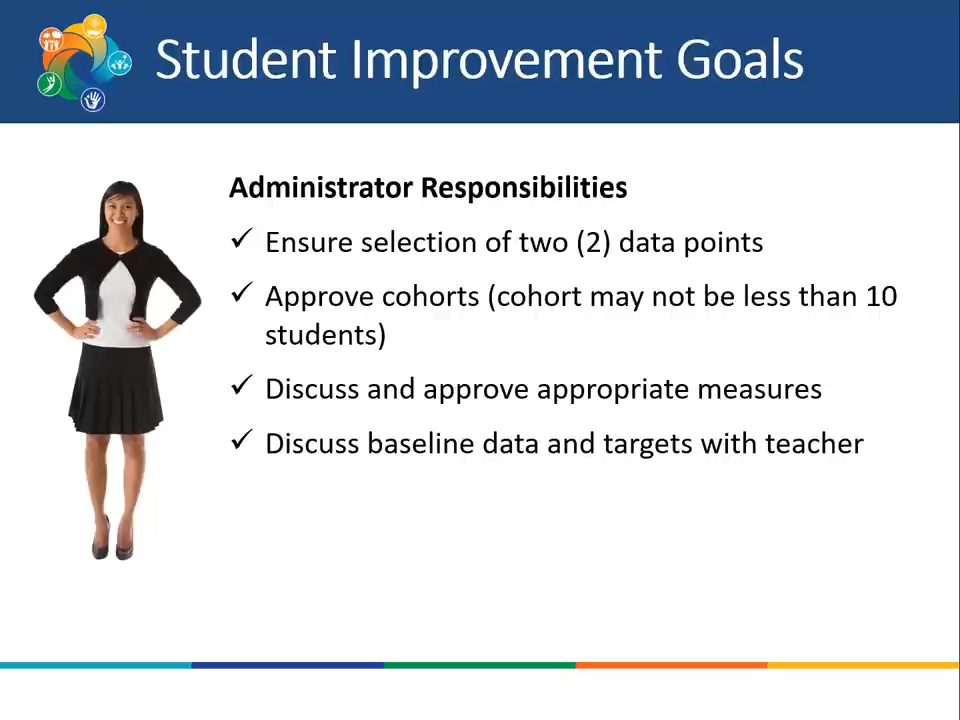 Student Improvement Goals
Administrator Responsibilities
✓ Ensure selection of two (2) data points
✓ Approve cohorts (cohort may not be less than 10
students)
✓ Discuss and approve appropriate measures
✓ Discuss baseline data and targets with teacher